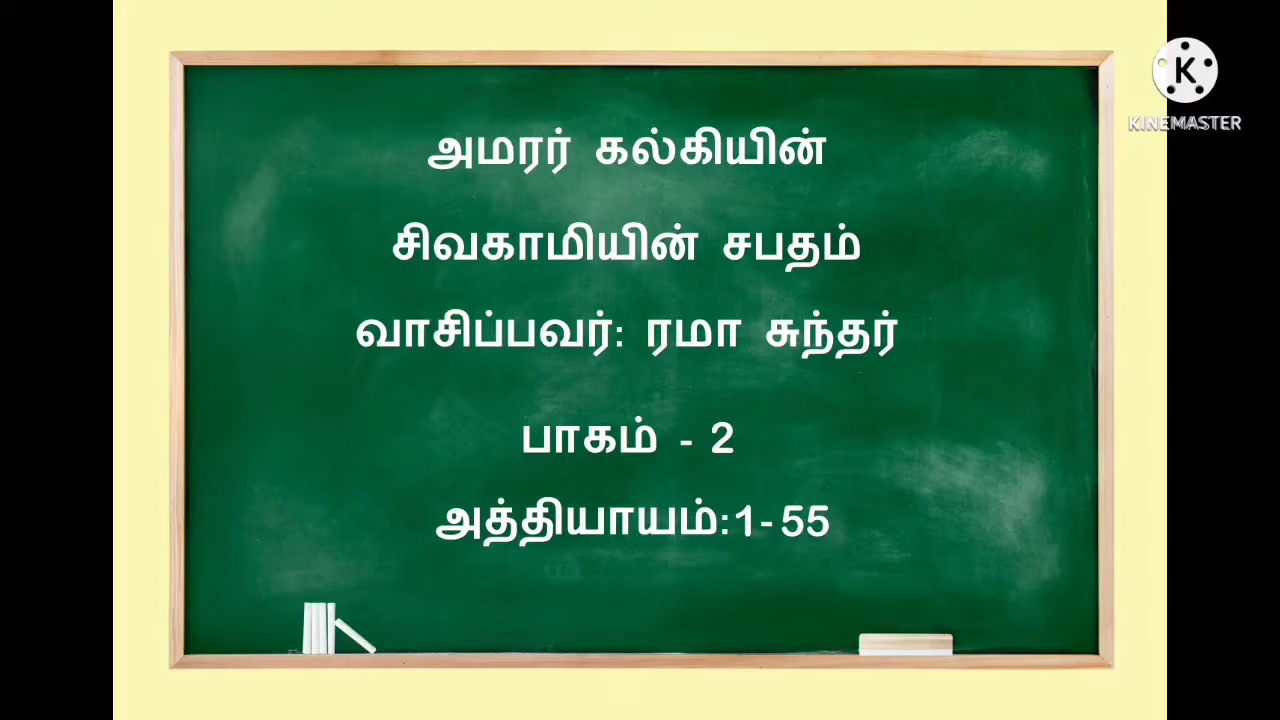 அமரர் கல்கியின்
சிவகாமியின் சபதம்
வாசிப்பவர்: ரமா சுந்தர்
பாகம் - 2
அத்தியாயம்:1-55
K
KINEMASTER